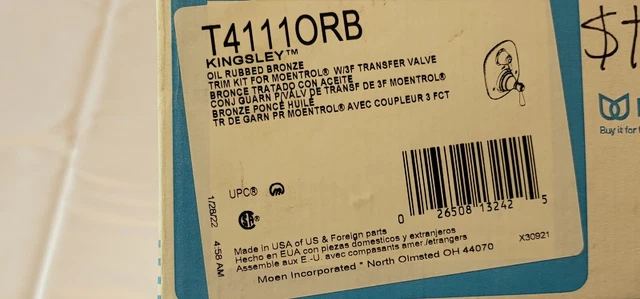 T4111ORB
KINGSLEY™
OIL RUBBED BRONZE
TRIM KIT FOR MOENTROL® W/3F TRANSFER VALVE
BRONCE TRATADO CON ACEITE
CONJ GUARN P/VALV DE TRANSF DE 3F MOENTROL®
BRONZE PONCÉ HUILÉ
TR DE GARN PR MOENTROL® AVEC COUPLEUR 3 FCT
UPC®
0 26508 13242 5
1/28/22 4:58 AM
Made in USA of US & Foreign parts
Hecho en EUA con piezas domesticos y extranjeros
Assemble aux E.-U. avec compasants amer./etrangers
X30921
Moen Incorporated * North Olmsted OH 44070
Buy it for